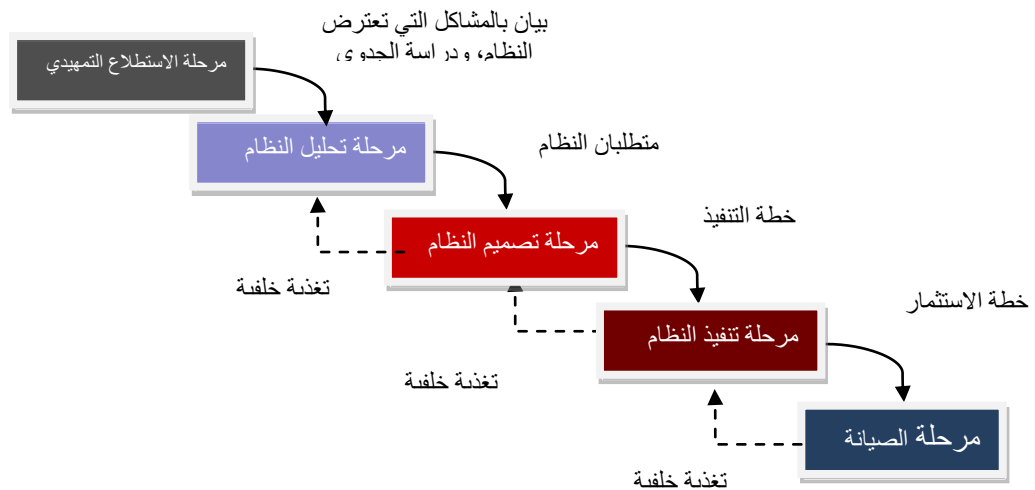 بيان بالمشاكل التي تعترض
النظام، ودراسة الجدوى
مرحلة الاستطلاع التمهيدي
مرحلة تحليل النظام
متطلبان النظام
خطة التنفيذ
مرحلة تصميم النظام
تغذية خلفية
خطة الاستثمار
مرحلة تنفيذ النظام
تغذية خلفية
مرحلة الصيانة
تغذية خلفية